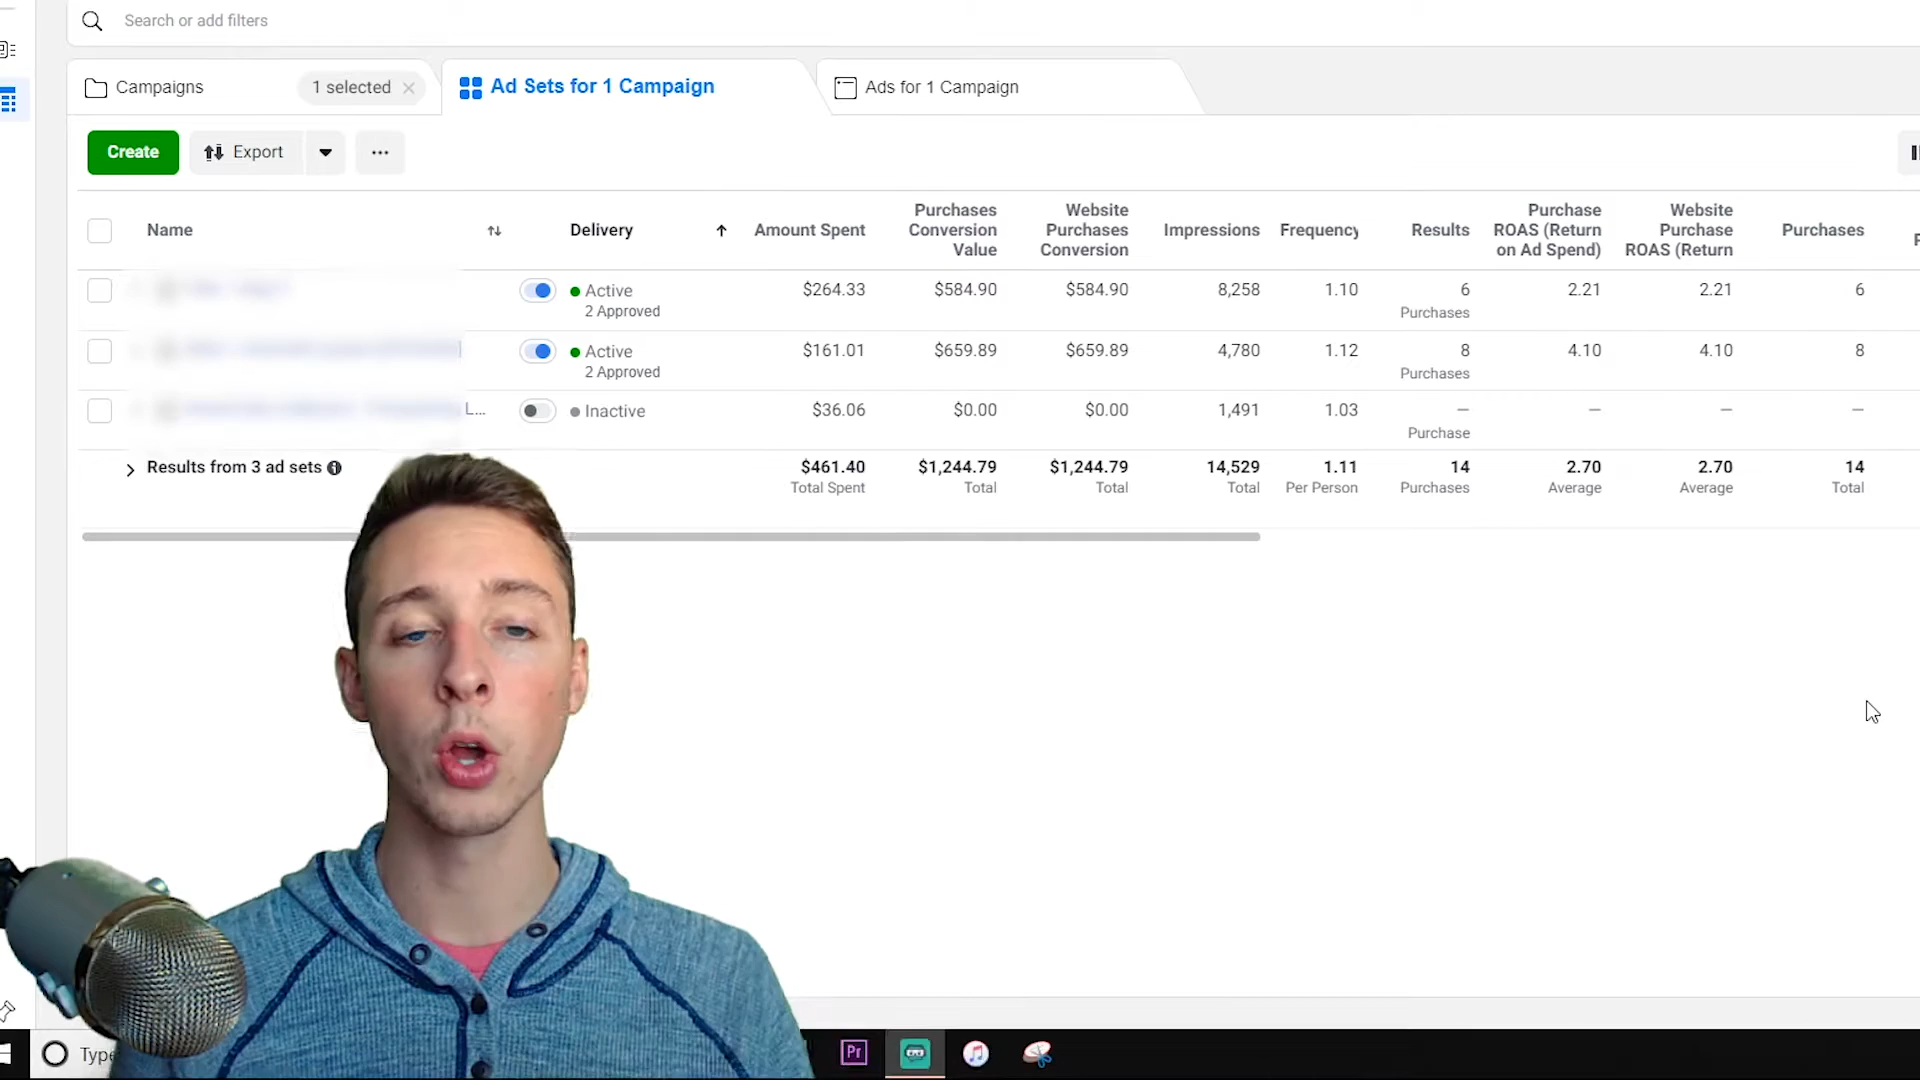 Search or add filters
Campaigns 1 selected Ad Sets for 1 Campaign Ads for 1 Campaign
Create Export
Name Delivery Amount Spent Purchases Conversion Value Website Purchases Conversion Impressions Frequency Results Purchase ROAS (Return on Ad Spend) Website Purchase ROAS (Return Purchases
Active $264.33 $584.90 $584.90 8,258 1.10 6 2.21 2.21 6
2 Approved Purchases
Active $161.01 $659.89 $659.89 4,780 1.12 8 4.10 4.10 8
2 Approved Purchases
L... Inactive $36.06 $0.00 $0.00 1,491 1.03 — — — —
Purchase
Results from 3 ad sets $461.40 $1,244.79 $1,244.79 14,529 1.11 14 2.70 2.70 14
Total Spent Total Total Total Per Person Purchases Average Average Total
Type
Pr